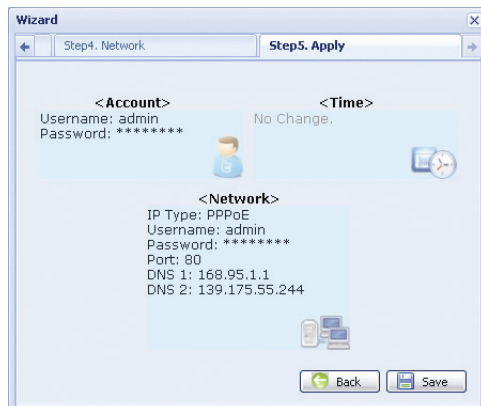 Wizard
Step4. Network
Step5. Apply
<Account>
Username: admin
Password: ********
<Time>
No Change.
<Network>
IP Type: PPPoE
Username: admin
Password: ********
Port: 80
DNS 1: 168.95.1.1
DNS 2: 139.175.55.244
Back
Save